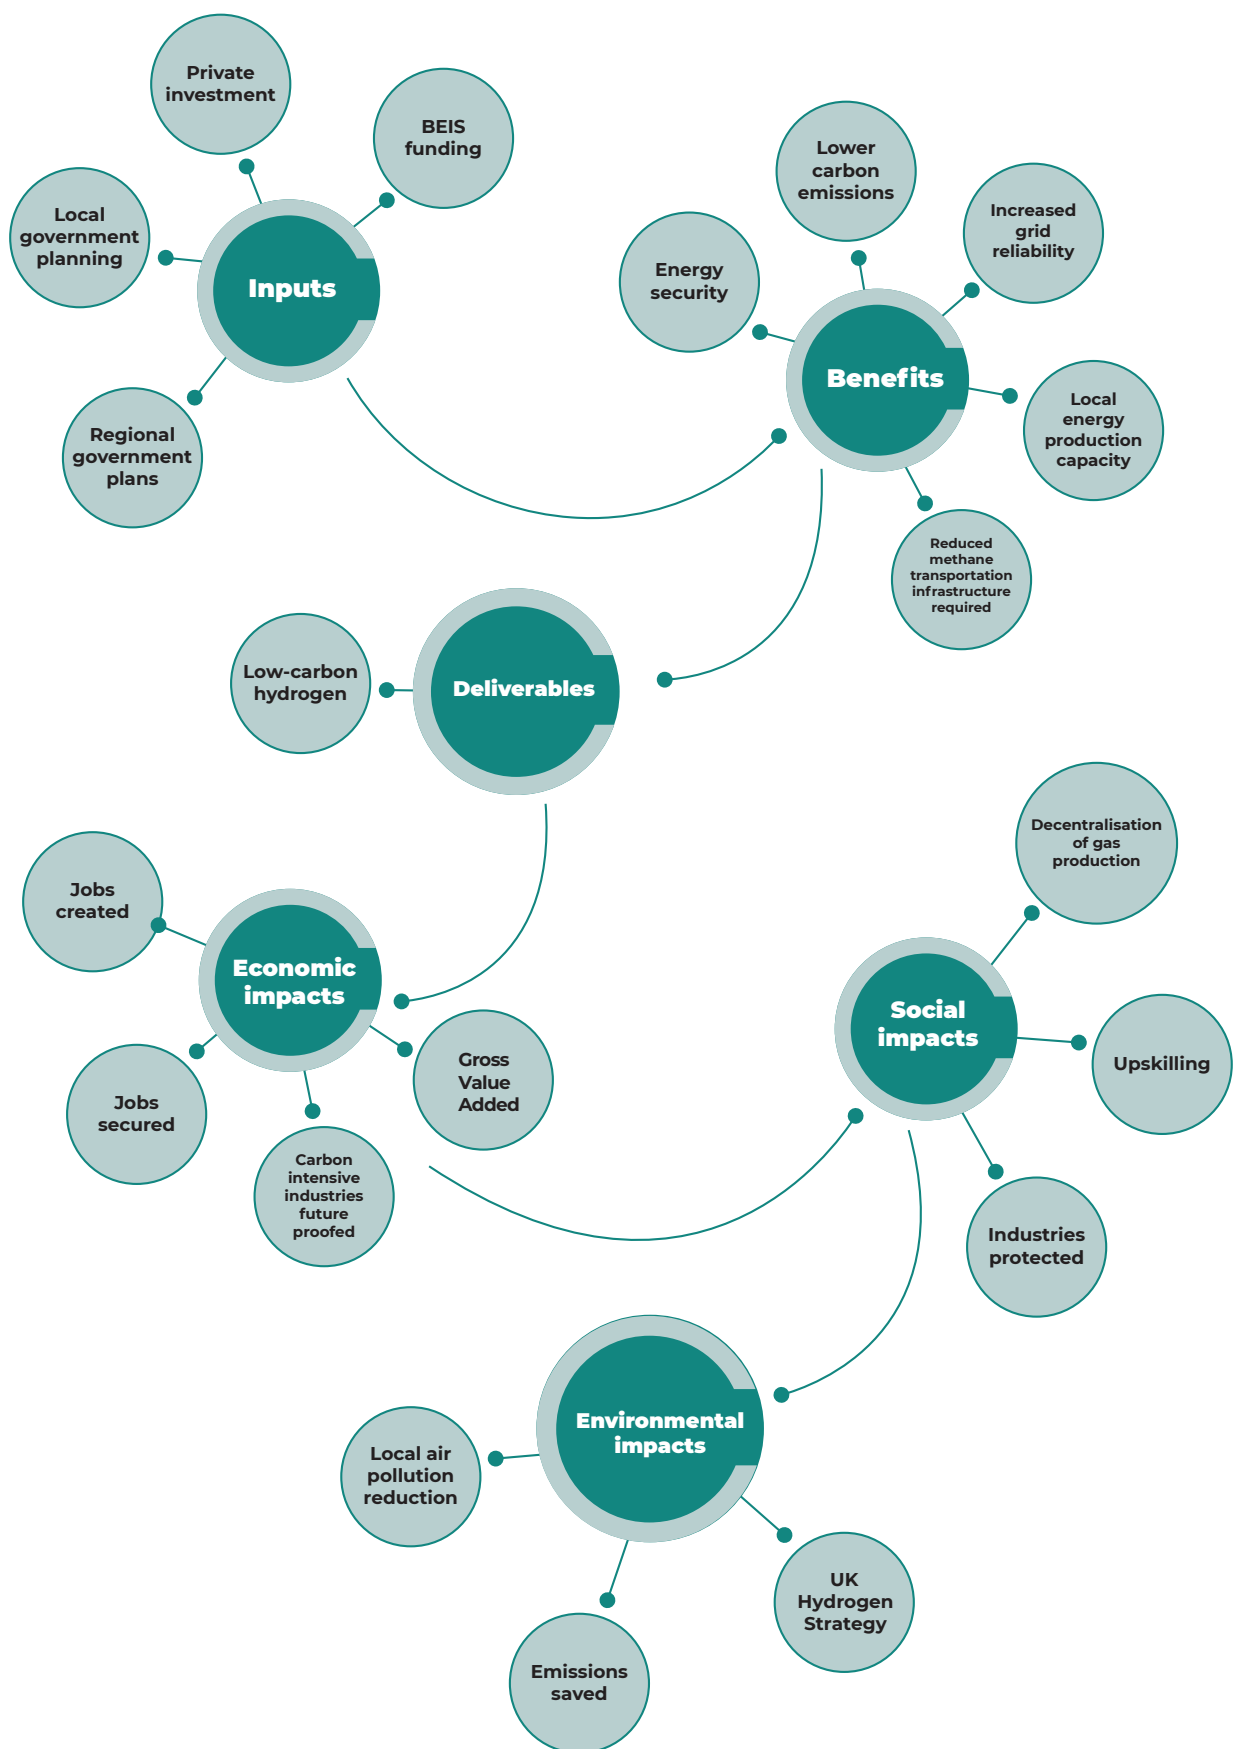 Private
investment
BEIS
funding
Local
government
planning
Inputs
Regional
government
plans
Lower
carbon
emissions
Increased
grid
reliability
Energy
security
Benefits
Local
energy
production
capacity
Reduced
methane
transportation
infrastructure
required
Low-carbon
hydrogen
Deliverables
Jobs
created
Economic
impacts
Jobs
secured
Gross
Value
Added
Carbon
intensive
industries
future
proofed
Decentralisation
of gas
production
Social
impacts
Upskilling
Industries
protected
Environmental
impacts
Local air
pollution
reduction
UK
Hydrogen
Strategy
Emissions
saved